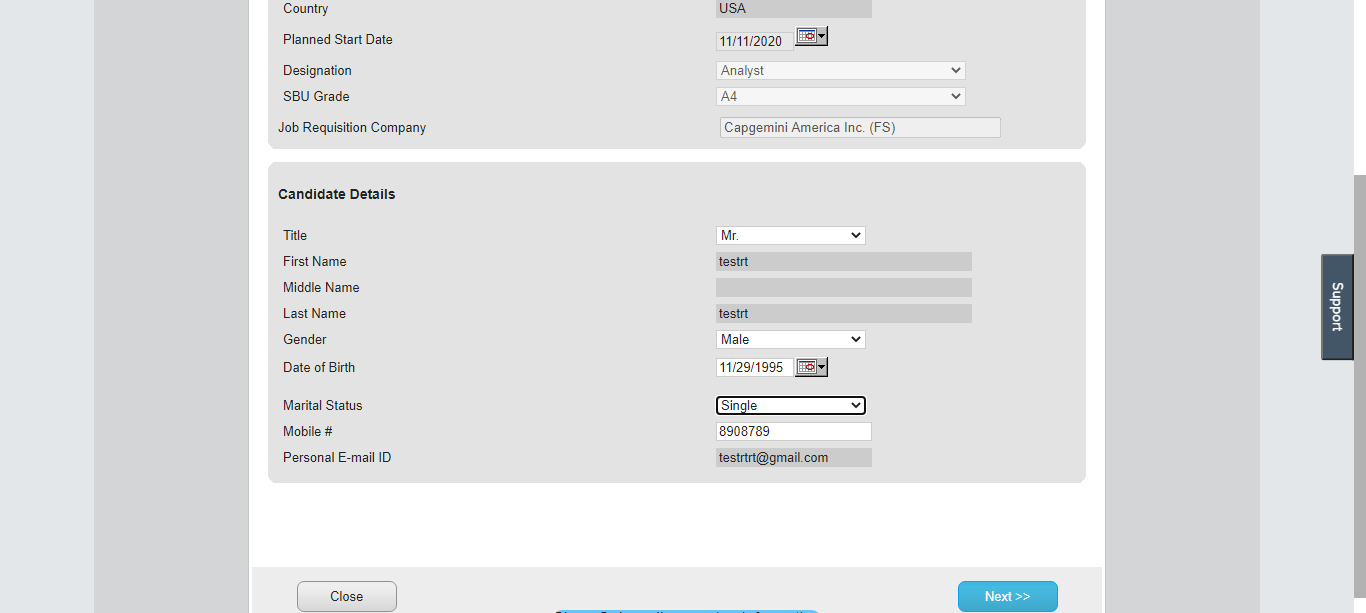 Country USA
Planned Start Date 11/11/2020
Designation Analyst
SBU Grade A4
Job Requisition Company Capgemini America Inc. (FS)
Candidate Details
Title Mr.
First Name testrt
Middle Name
Last Name testrt
Gender Male
Date of Birth 11/29/1995
Marital Status Single
Mobile # 8908789
Personal E-mail ID testrtrt@gmail.com
Support
Close Next >>